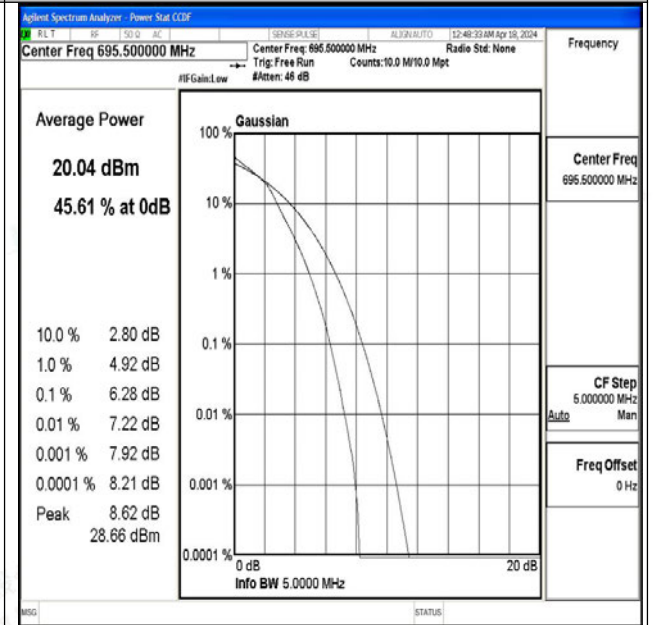 Agilent Spectrum Analyzer - Power Stat CCDF
RLT RF 50 Ω AC SENSE:PULSE ALIGN AUTO 12:48:33 AM Apr 18, 2024
Center Freq 695.500000 MHz
Center Freq: 695.500000 MHz Radio Std: None
Trig: Free Run Counts:10.0 M/10.0 Mpt
#IFGain:Low #Atten: 46 dB
Frequency
Average Power
20.04 dBm
45.61 % at 0dB
10.0 % 2.80 dB
1.0 % 4.92 dB
0.1 % 6.28 dB
0.01 % 7.22 dB
0.001 % 7.92 dB
0.0001 % 8.21 dB
Peak 8.62 dB
28.66 dBm
Gaussian
100 %
10 %
1 %
0.1 %
0.01 %
0.001 %
0.0001 %
0 dB 20 dB
Info BW 5.0000 MHz
Center Freq
695.500000 MHz
CF Step
5.000000 MHz
Auto Man
Freq Offset
0 Hz
MSG STATUS